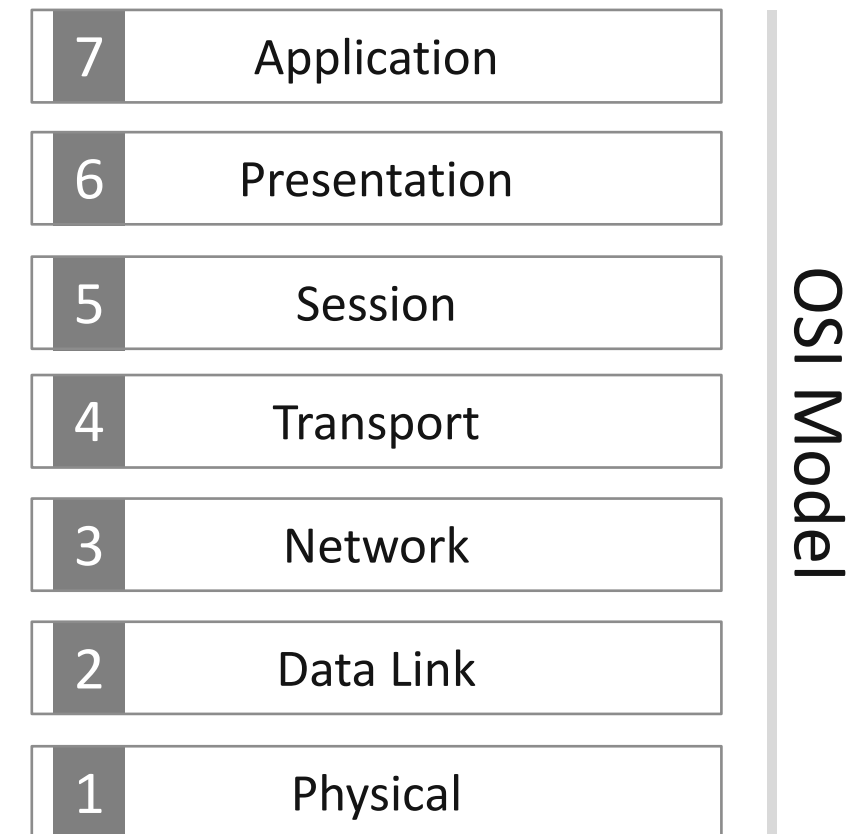 7 Application
6 Presentation
5 Session
4 Transport
3 Network
2 Data Link
1 Physical
OSI Model